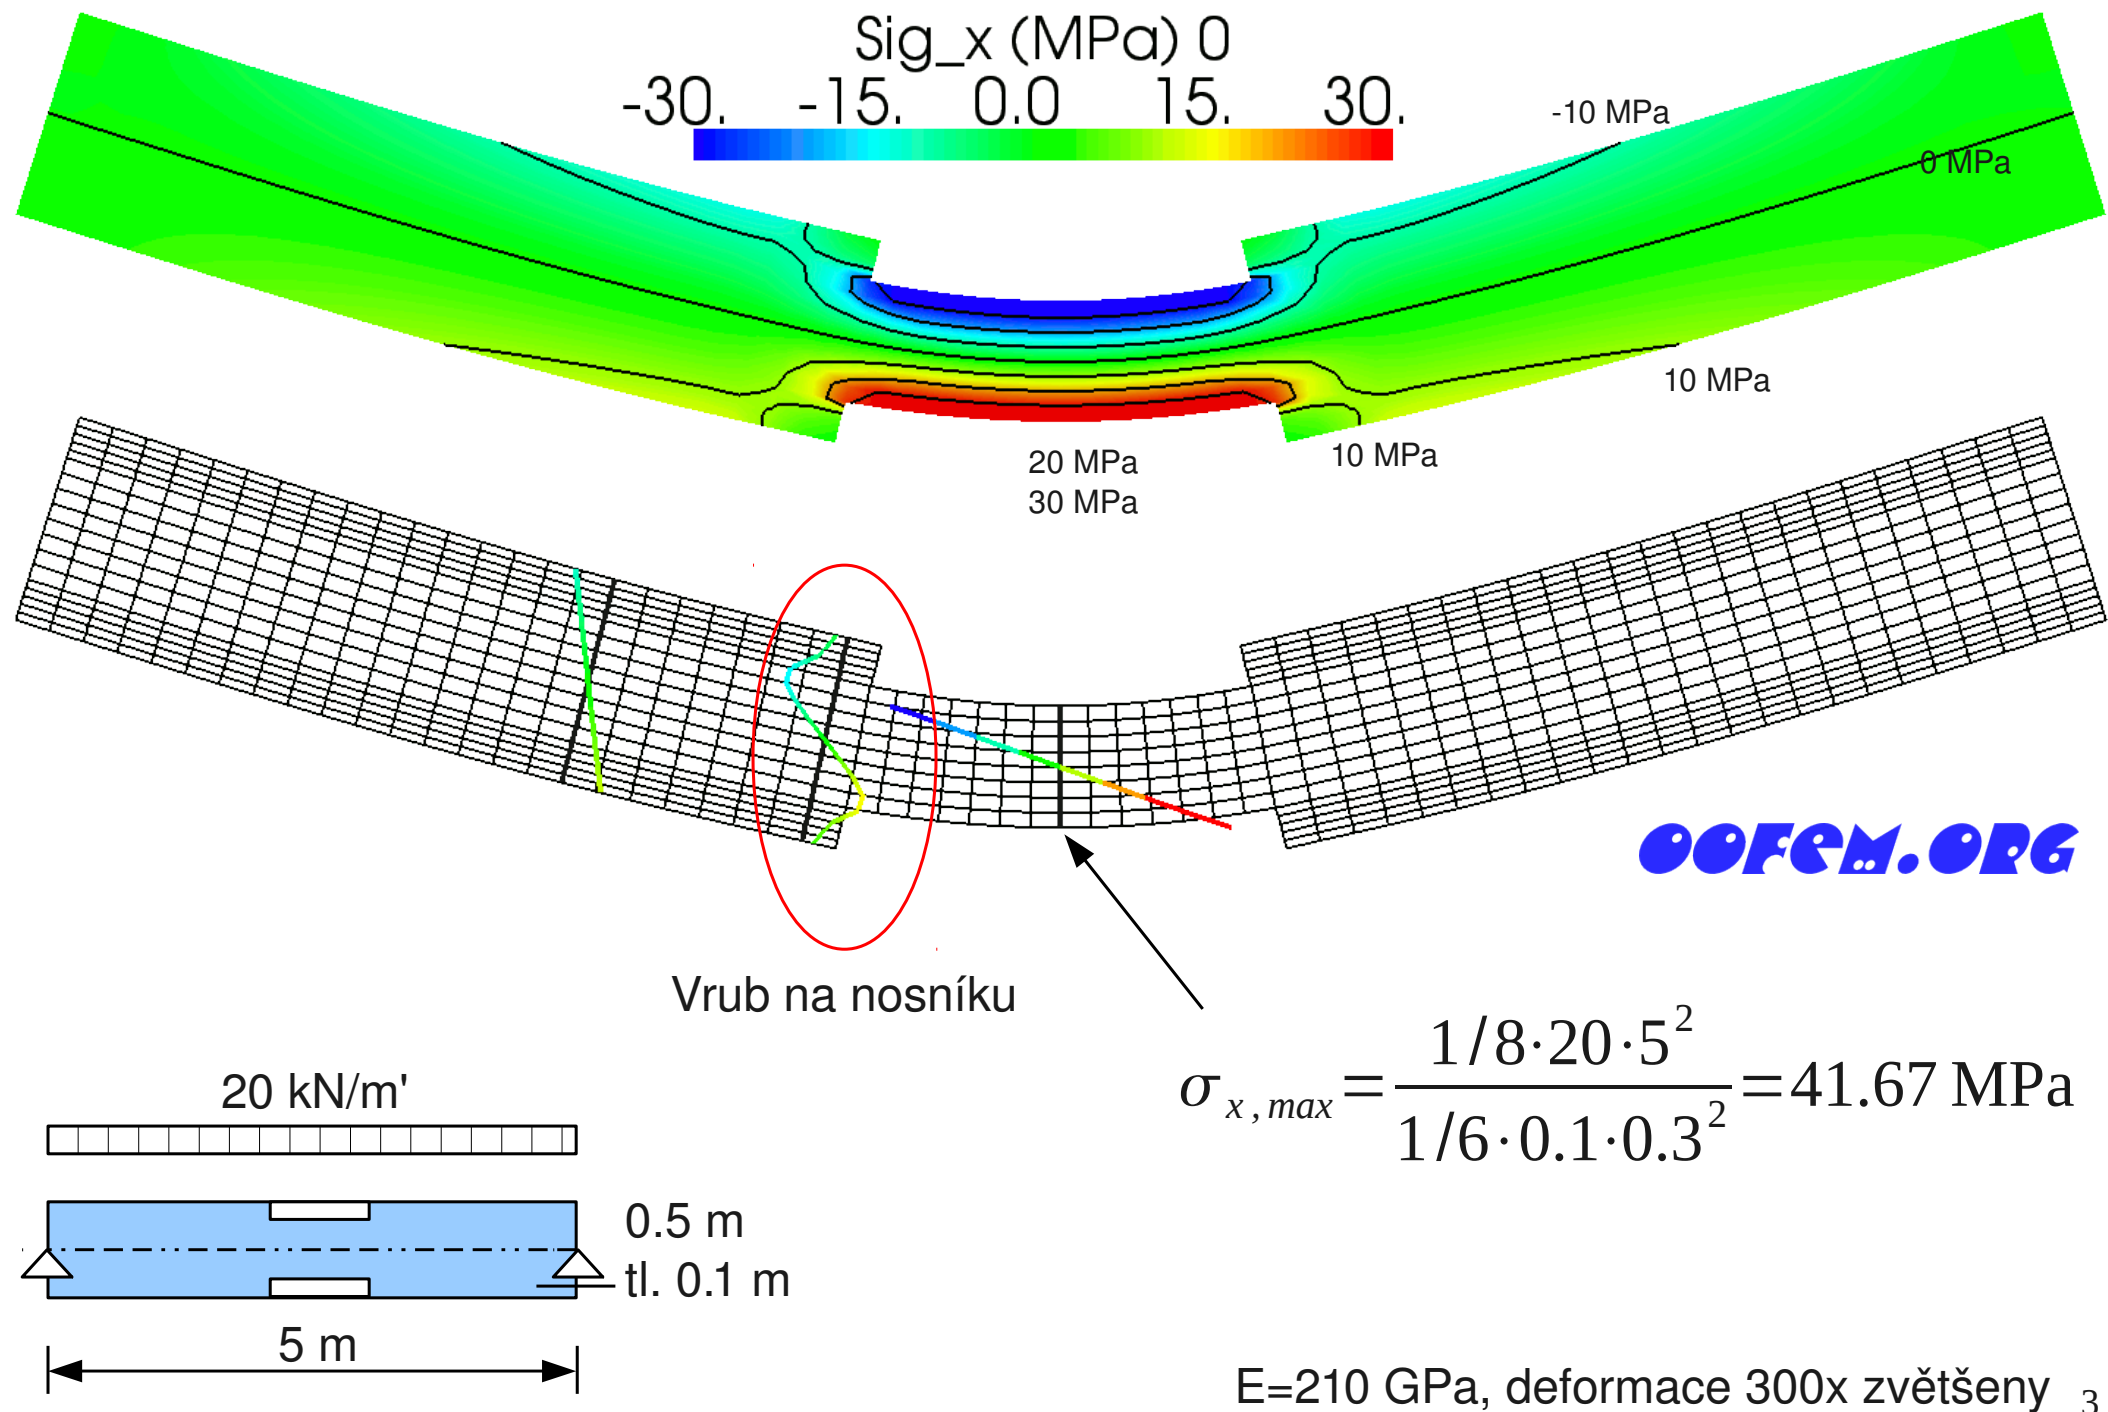 Sig_x (MPa) 0
-30. -15. 0.0 15. 30.
-10 MPa
0 MPa
10 MPa
20 MPa
10 MPa
30 MPa
OOFEM.ORG
Vrub na nosníku
σ x,max = 1/8·20·5² / 1/6·0.1·0.3² = 41.67 MPa
20 kN/m'
0.5 m
tl. 0.1 m
5 m
E=210 GPa, deformace 300x zvětšeny
3